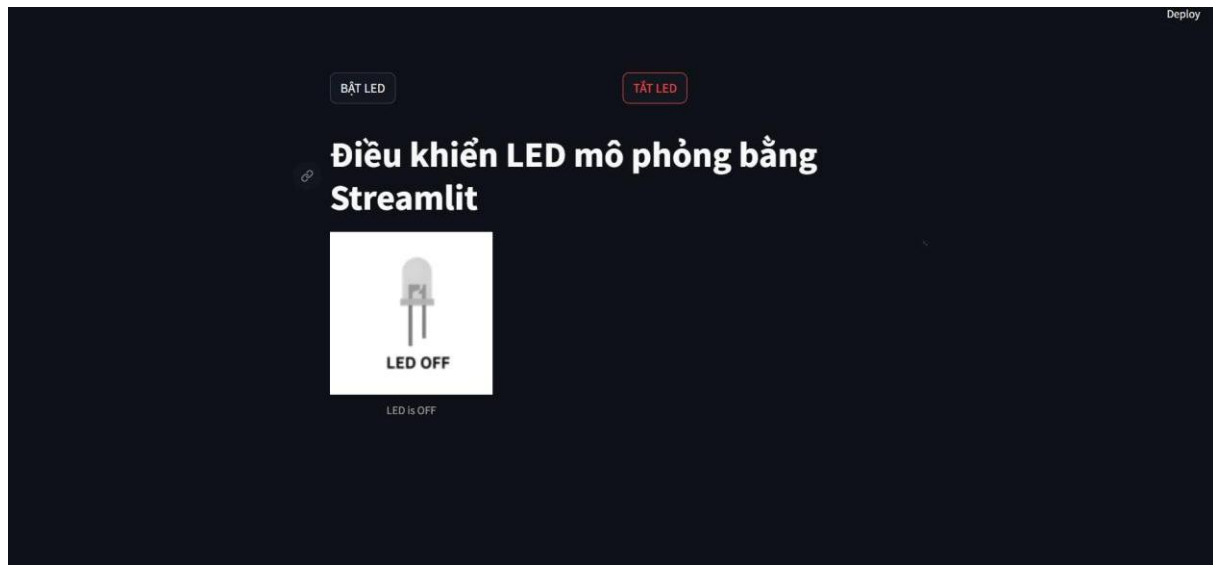 Deploy
BẬT LED
TẮT LED
Điều khiển LED mô phỏng bằng
Streamlit
LED OFF
LED is OFF